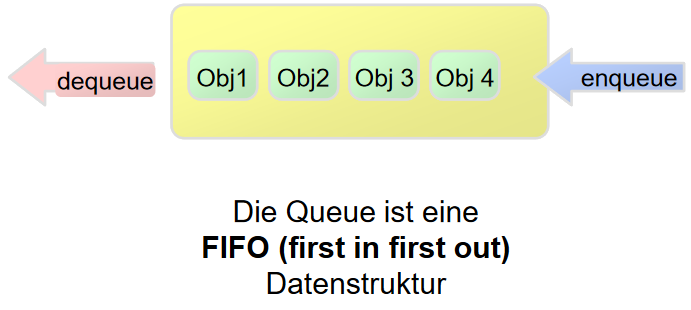 dequeue Obj1 Obj2 Obj 3 Obj 4 enqueue
Die Queue ist eine
FIFO (first in first out)
Datenstruktur